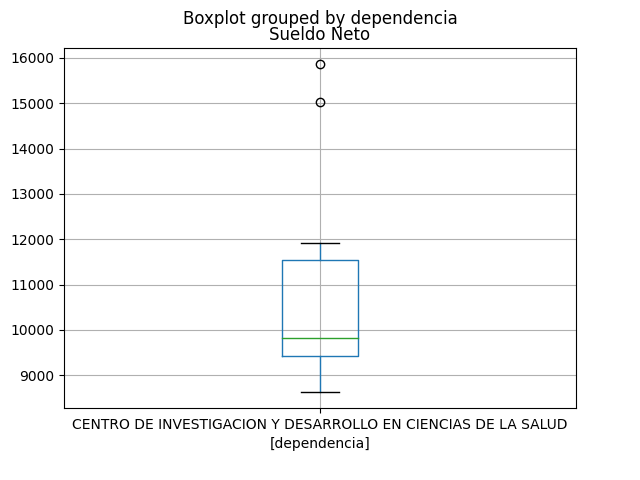 Boxplot grouped by dependencia
Sueldo Neto
16000
15000
14000
13000
12000
11000
10000
9000
CENTRO DE INVESTIGACION Y DESARROLLO EN CIENCIAS DE LA SALUD
[dependencia]